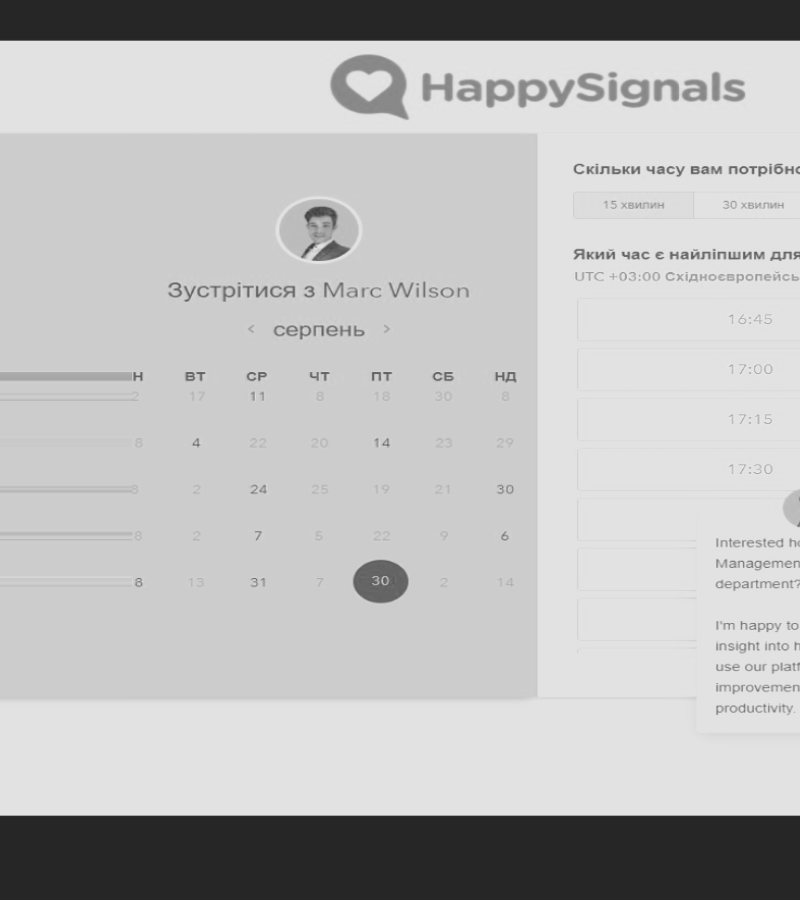 HappySignals
Зустрітися з Marc Wilson
‹ серпень ›
Н ВТ СР ЧТ ПТ СБ НД
2 17 11 8 18 30 8
8 4 22 20 14 23 29
8 2 24 25 19 21 30
8 2 7 5 22 9 6
8 13 31 7 30 2 14
Скільки часу вам потрібно
15 хвилин 30 хвилин
Який час є найліпшим для
UTC +03:00 Східноєвропейсь
16:45
17:00
17:15
17:30
Interested ho
Managemen
department?
I'm happy to
insight into h
use our platf
improvemen
productivity.